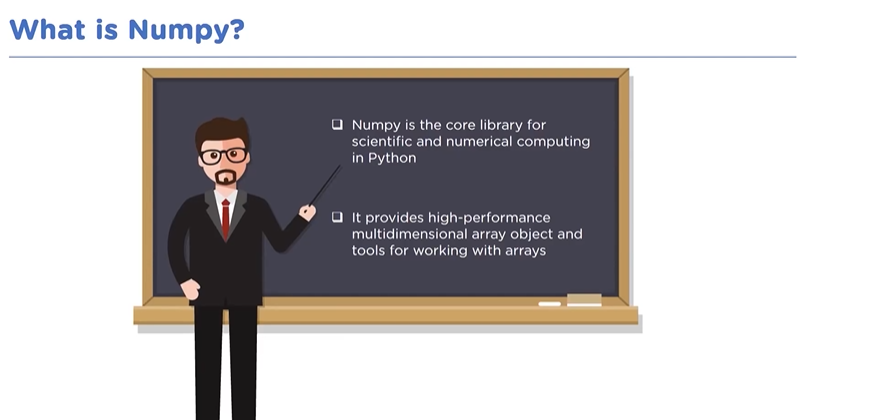 What is Numpy?
Numpy is the core library for
scientific and numerical computing
in Python
It provides high-performance
multidimensional array object and
tools for working with arrays